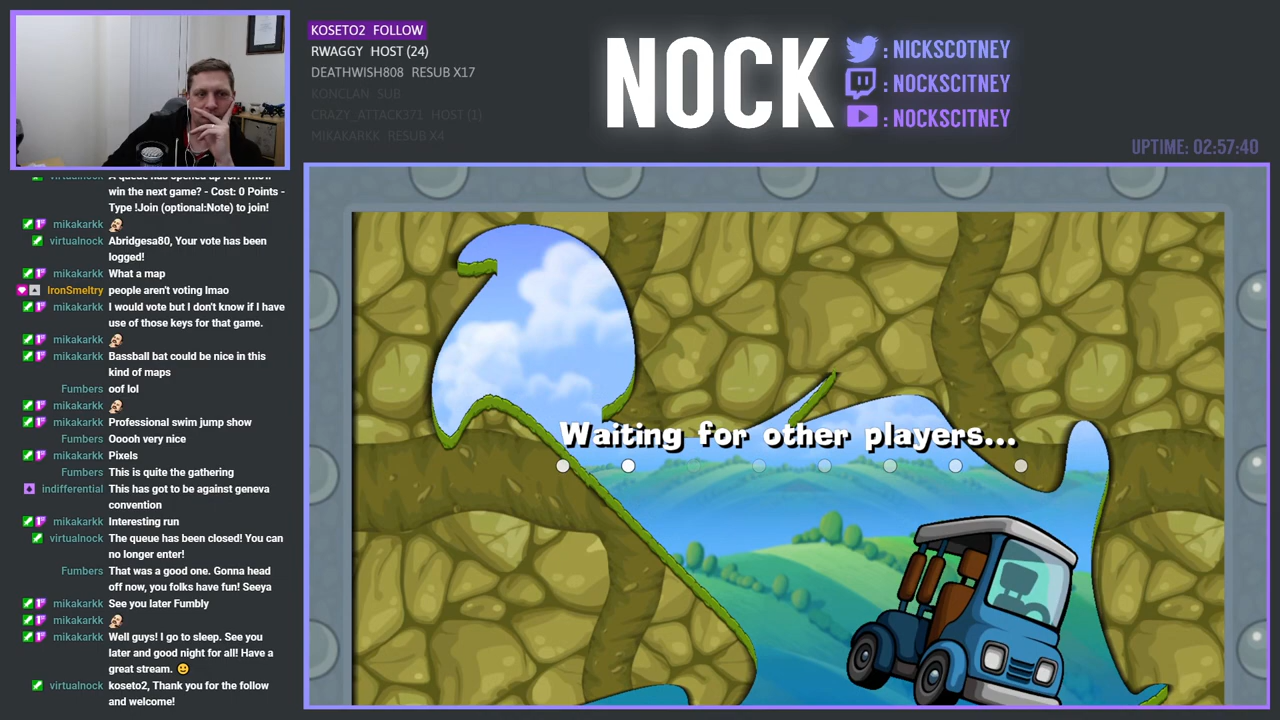 KOSETO2 FOLLOW
RWAGGY HOST (24)
DEATHWISH808 RESUB X17
KONCLAN SUB
CRAZY_ATTACK371 HOST (1)
MIKAKARKK RESUB X4
NOCK
: NICKSCOTNEY
: NOCKSCITNEY
: NOCKSCITNEY
UPTIME: 02:57:40
virtualnock A queue has opened up for: Who'll
win the next game? - Cost: 0 Points -
Type !Join (optional:Note) to join!
mikakarkk
virtualnock Abridgesa80, Your vote has been
logged!
mikakarkk What a map
IronSmeltry people aren't voting lmao
mikakarkk I would vote but I don't know if I have
use of those keys for that game.
mikakarkk
mikakarkk Bassball bat could be nice in this
kind of maps
Fumbers oof lol
mikakarkk
mikakarkk Professional swim jump show
Fumbers Ooooh very nice
mikakarkk Pixels
Fumbers This is quite the gathering
indifferential This has got to be against geneva
convention
mikakarkk Interesting run
virtualnock The queue has been closed! You can
no longer enter!
Fumbers That was a good one. Gonna head
off now, you folks have fun! Seeya
mikakarkk See you later Fumbly
mikakarkk
mikakarkk Well guys! I go to sleep. See you
later and good night for all! Have a
great stream. 🙂
virtualnock koseto2, Thank you for the follow
and welcome!
Waiting for other players...